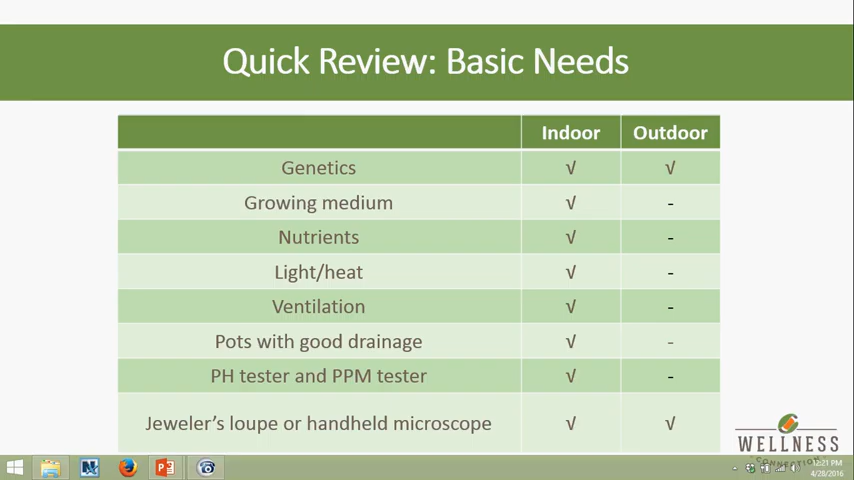 Quick Review: Basic Needs
Indoor Outdoor
Genetics √ √
Growing medium √ -
Nutrients √ -
Light/heat √ -
Ventilation √ -
Pots with good drainage √ -
PH tester and PPM tester √ -
Jeweler's loupe or handheld microscope √ √
WELLNESS
CONNECTION
12:21 PM
4/28/2016